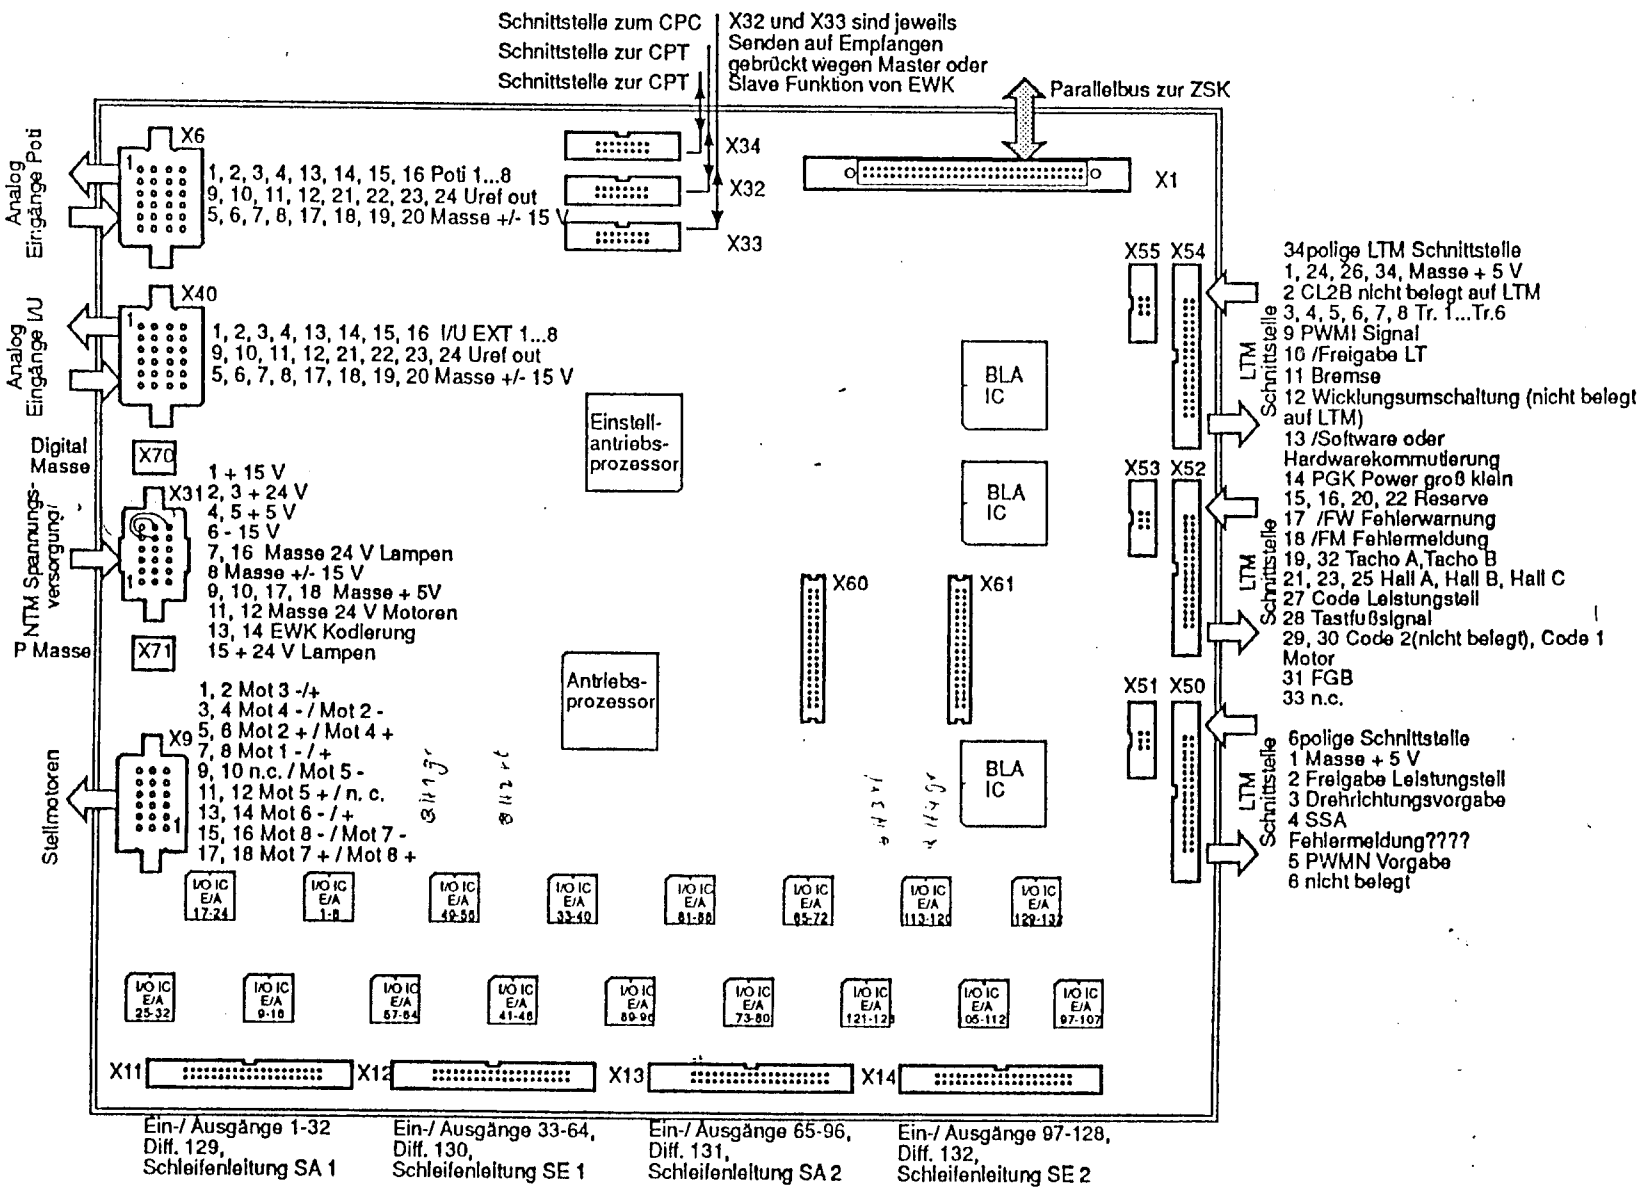 Schnittstelle zum CPC
Schnittstelle zur CPT
Schnittstelle zur CPT
X32 und X33 sind jeweils
Senden auf Empfangen
gebrückt wegen Master oder
Slave Funktion von EWK
Parallelbus zur ZSK
X34
X32
X33
X1
Analog
Eingänge Poti
X6
1
1, 2, 3, 4, 13, 14, 15, 16 Poti 1...8
9, 10, 11, 12, 21, 22, 23, 24 Uref out
5, 6, 7, 8, 17, 18, 19, 20 Masse +/- 15 V
Analog
Eingänge I/U
X40
1
1, 2, 3, 4, 13, 14, 15, 16 I/U EXT 1...8
9, 10, 11, 12, 21, 22, 23, 24 Uref out
5, 6, 7, 8, 17, 18, 19, 20 Masse +/- 15 V
Digital
Masse
X70
NTM Spannungs-
versorgung/
X31
1
1 + 15 V
2, 3 + 24 V
4, 5 + 5 V
6 - 15 V
7, 16 Masse 24 V Lampen
8 Masse +/- 15 V
9, 10, 17, 18 Masse + 5V
11, 12 Masse 24 V Motoren
13, 14 EWK Kodierung
15 + 24 V Lampen
P Masse
X71
Stellmotoren
X9
1
1, 2 Mot 3 -/+
3, 4 Mot 4 - / Mot 2 -
5, 6 Mot 2 + / Mot 4 +
7, 8 Mot 1 - / +
9, 10 n.c. / Mot 5 -
11, 12 Mot 5 + / n. c.
13, 14 Mot 6 - / +
15, 16 Mot 8 - / Mot 7 -
17, 18 Mot 7 + / Mot 8 +
Einstell-
antriebs-
prozessor
Antriebs-
prozessor
BLA
IC
BLA
IC
BLA
IC
X60
X61
X55 X54
X53 X52
X51 X50
LTM
Schnittstelle
LTM
Schnittstelle
LTM
Schnittstelle
34polige LTM Schnittstelle
1, 24, 26, 34, Masse + 5 V
2 CL2B nicht belegt auf LTM
3, 4, 5, 6, 7, 8 Tr. 1...Tr.6
9 PWMI Signal
10 /Freigabe LT
11 Bremse
12 Wicklungsumschaltung (nicht belegt
auf LTM)
13 /Software oder
Hardwarekommutierung
14 PGK Power groß klein
15, 16, 20, 22 Reserve
17 /FW Fehlerwarnung
18 /FM Fehlermeldung
19, 32 Tacho A,Tacho B
21, 23, 25 Hall A, Hall B, Hall C
27 Code Leistungsteil
28 Tastfußsignal
29, 30 Code 2(nicht belegt), Code 1
Motor
31 FGB
33 n.c.
6polige Schnittstelle
1 Masse + 5 V
2 Freigabe Leistungsteil
3 Drehrichtungsvorgabe
4 SSA
Fehlermeldung????
5 PWMN Vorgabe
6 nicht belegt
I/O IC
E/A
17-24
I/O IC
E/A
1-8
I/O IC
E/A
49-56
I/O IC
E/A
33-40
I/O IC
E/A
81-88
I/O IC
E/A
65-72
I/O IC
E/A
113-120
I/O IC
E/A
129-132
I/O IC
E/A
25-32
I/O IC
E/A
9-16
I/O IC
E/A
57-64
I/O IC
E/A
41-48
I/O IC
E/A
89-96
I/O IC
E/A
73-80
I/O IC
E/A
121-128
I/O IC
E/A
105-112
I/O IC
E/A
97-107
X11
X12
X13
X14
Ein-/ Ausgänge 1-32
Diff. 129,
Schleifenleitung SA 1
Ein-/ Ausgänge 33-64,
Diff. 130,
Schleifenleitung SE 1
Ein-/ Ausgänge 65-96,
Diff. 131,
Schleifenleitung SA 2
Ein-/ Ausgänge 97-128,
Diff. 132,
Schleifenleitung SE 2